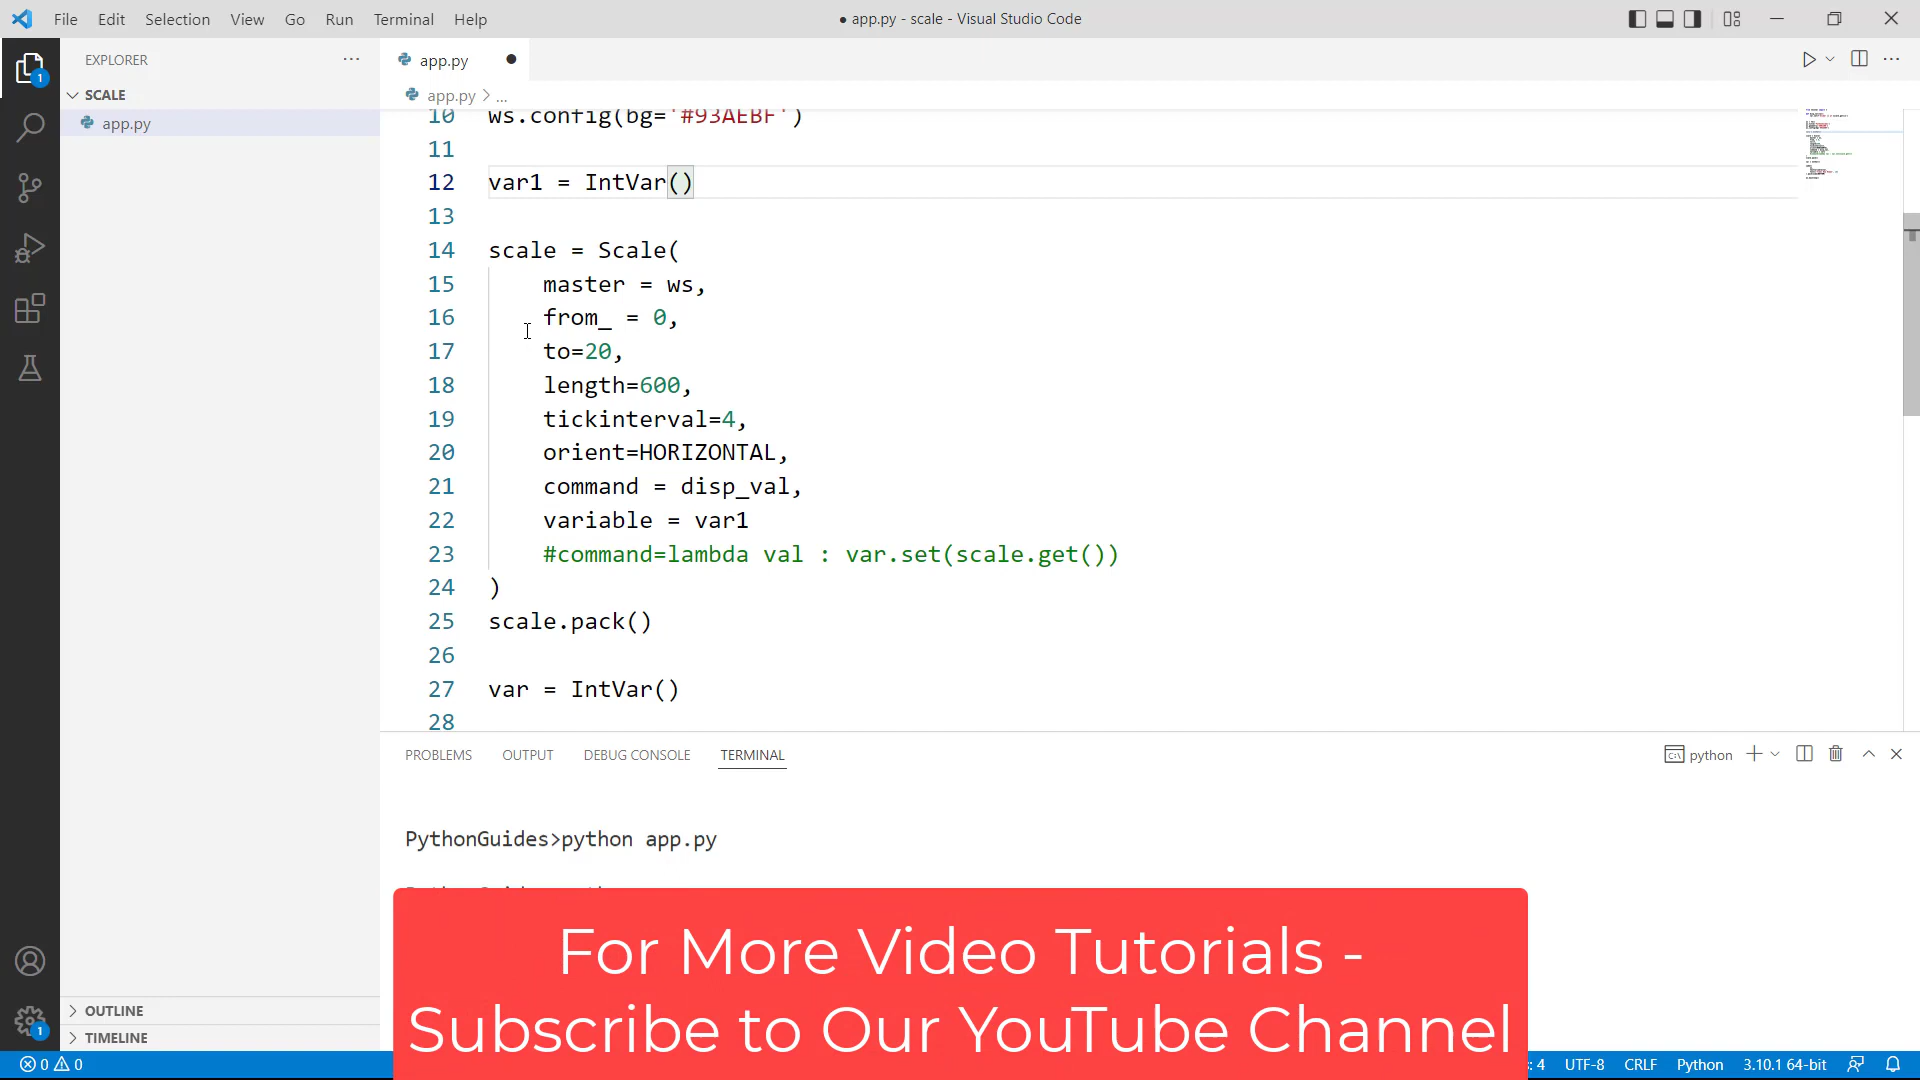 File Edit Selection View Go Run Terminal Help
● app.py - scale - Visual Studio Code
EXPLORER
SCALE
app.py
app.py
app.py > ...
10 ws.config(bg='#93AEBF')
11
12 var1 = IntVar()
13
14 scale = Scale(
15 master = ws,
16 from_ = 0,
17 to=20,
18 length=600,
19 tickinterval=4,
20 orient=HORIZONTAL,
21 command = disp_val,
22 variable = var1
23 #command=lambda val : var.set(scale.get())
24 )
25 scale.pack()
26
27 var = IntVar()
28
PROBLEMS OUTPUT DEBUG CONSOLE TERMINAL
python
PythonGuides>python app.py
For More Video Tutorials -
Subscribe to Our YouTube Channel
1
1
OUTLINE
TIMELINE
0 0
: 4 UTF-8 CRLF Python 3.10.1 64-bit